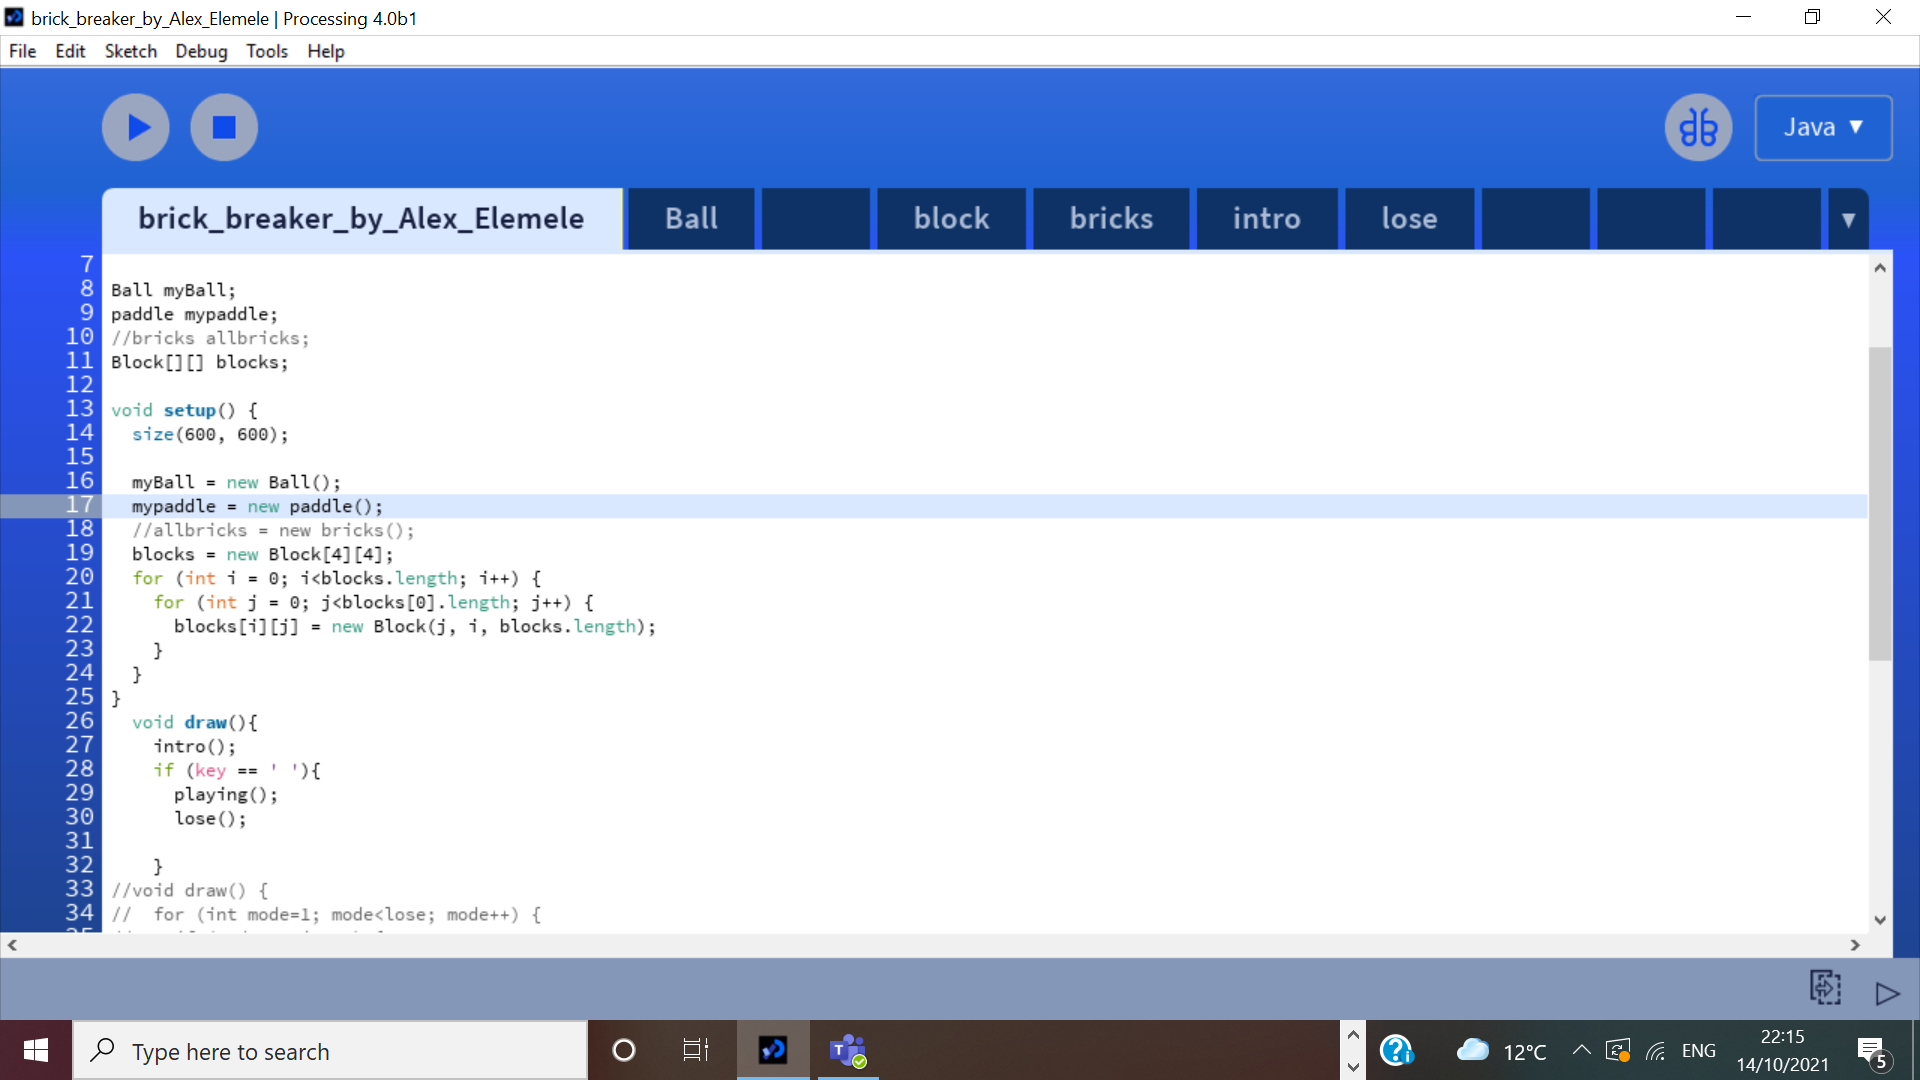 brick_breaker_by_Alex_Elemele | Processing 4.0b1
File Edit Sketch Debug Tools Help
Java ▼
brick_breaker_by_Alex_Elemele Ball block bricks intro lose ▼
7
8 Ball myBall;
9 paddle mypaddle;
10 //bricks allbricks;
11 Block[][] blocks;
12
13 void setup() {
14 size(600, 600);
15
16 myBall = new Ball();
17 mypaddle = new paddle();
18 //allbricks = new bricks();
19 blocks = new Block[4][4];
20 for (int i = 0; i<blocks.length; i++) {
21 for (int j = 0; j<blocks[0].length; j++) {
22 blocks[i][j] = new Block(j, i, blocks.length);
23 }
24 }
25 }
26 void draw(){
27 intro();
28 if (key == ' '){
29 playing();
30 lose();
31
32 }
33 //void draw() {
34 // for (int mode=1; mode<lose; mode++) {
Type here to search
12°C
ENG
22:15
14/10/2021
5